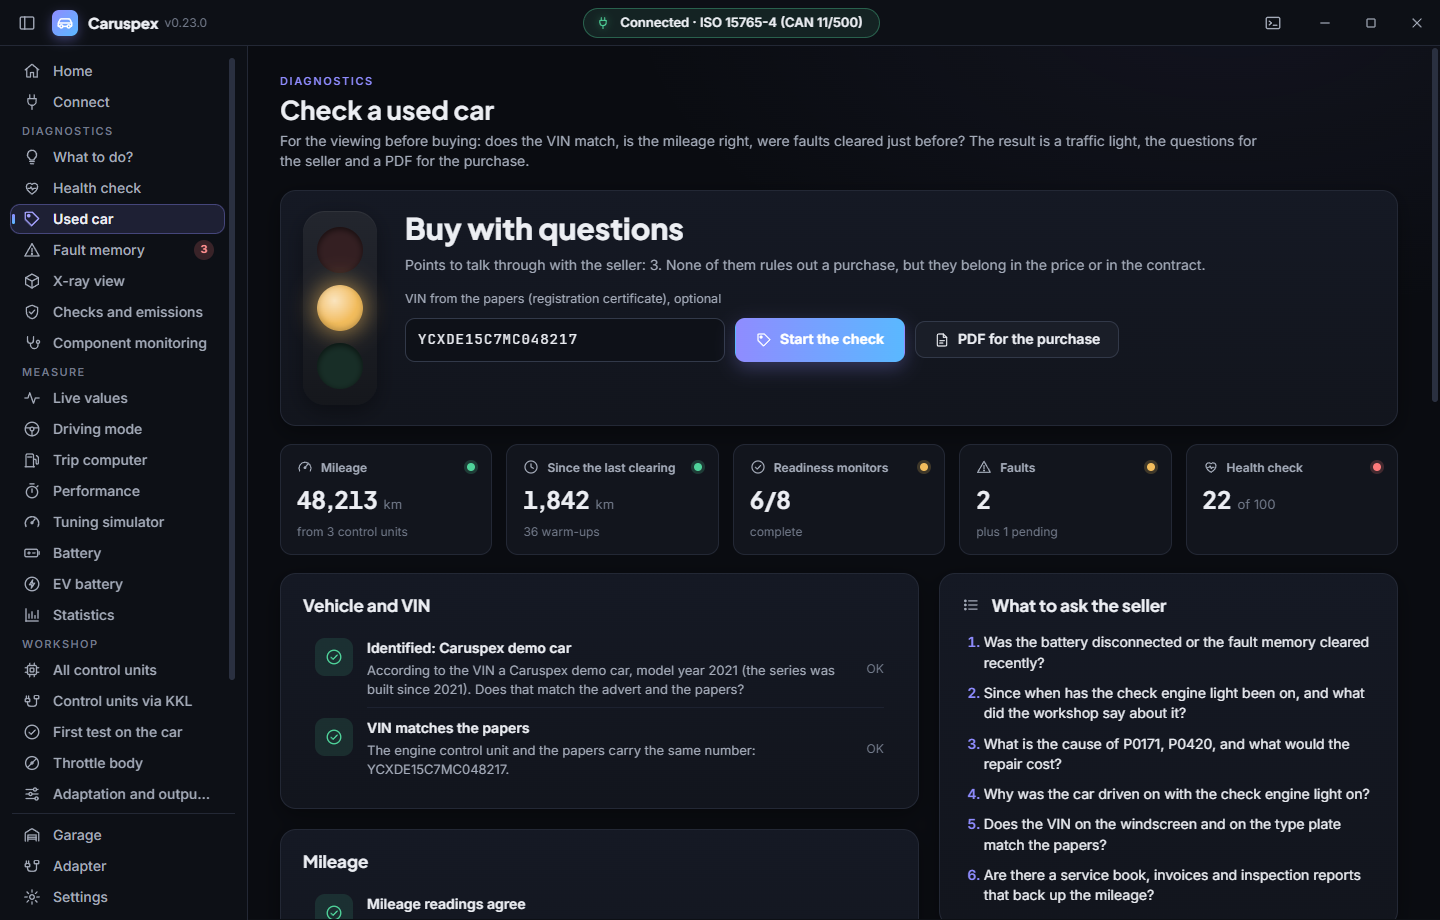 Caruspex v0.23.0
Connected · ISO 15765-4 (CAN 11/500)
Home
Connect
DIAGNOSTICS
What to do?
Health check
Used car
Fault memory 3
X-ray view
Checks and emissions
Component monitoring
MEASURE
Live values
Driving mode
Trip computer
Performance
Tuning simulator
Battery
EV battery
Statistics
WORKSHOP
All control units
Control units via KKL
First test on the car
Throttle body
Adaptation and outpu...
Garage
Adapter
Settings
DIAGNOSTICS
Check a used car
For the viewing before buying: does the VIN match, is the mileage right, were faults cleared just before? The result is a traffic light, the questions for
the seller and a PDF for the purchase.
Buy with questions
Points to talk through with the seller: 3. None of them rules out a purchase, but they belong in the price or in the contract.
VIN from the papers (registration certificate), optional
YCXDE15C7MC048217
Start the check
PDF for the purchase
Mileage
48,213 km
from 3 control units
Since the last clearing
1,842 km
36 warm-ups
Readiness monitors
6/8
complete
Faults
2
plus 1 pending
Health check
22 of 100
Vehicle and VIN
Identified: Caruspex demo car
According to the VIN a Caruspex demo car, model year 2021 (the series was
built since 2021). Does that match the advert and the papers?
OK
VIN matches the papers
The engine control unit and the papers carry the same number:
YCXDE15C7MC048217.
OK
Mileage
Mileage readings agree
What to ask the seller
1. Was the battery disconnected or the fault memory cleared
recently?
2. Since when has the check engine light been on, and what
did the workshop say about it?
3. What is the cause of P0171, P0420, and what would the
repair cost?
4. Why was the car driven on with the check engine light on?
5. Does the VIN on the windscreen and on the type plate
match the papers?
6. Are there a service book, invoices and inspection reports
that back up the mileage?